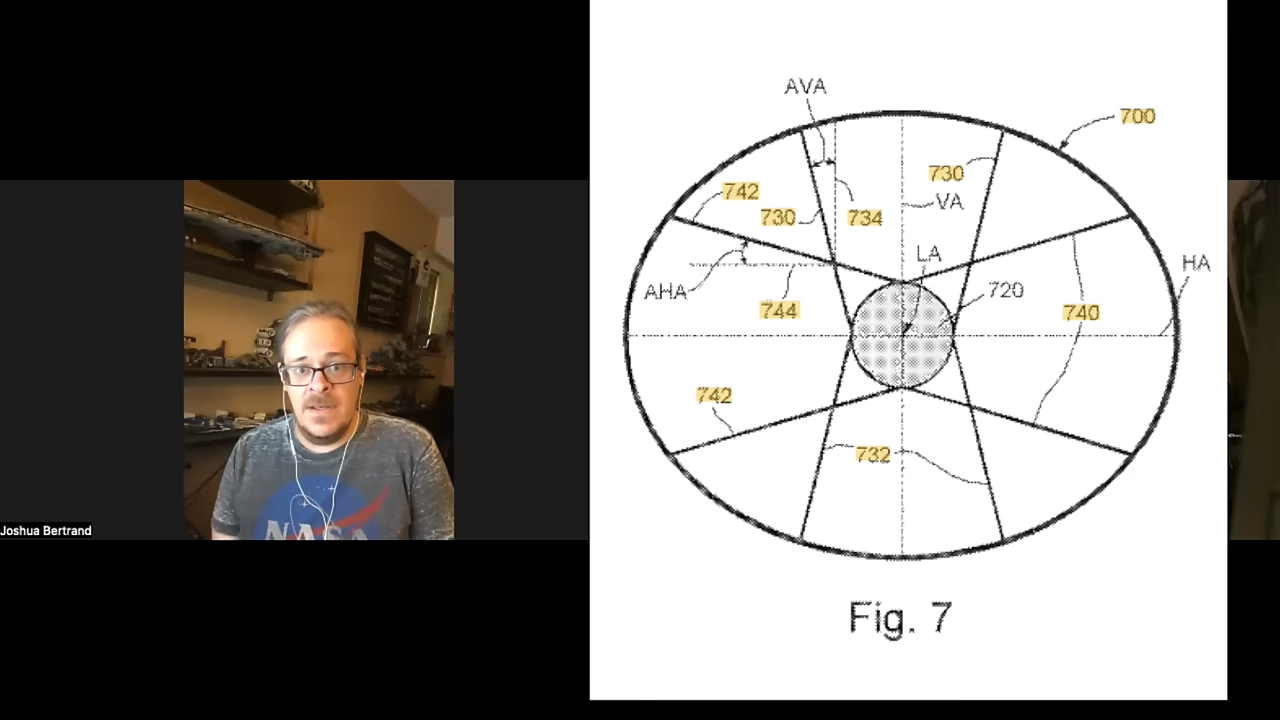 AVA
700
742
730
730
734
VA
LA
HA
AHA
744
720
740
742
732
Joshua Bertrand
NASA
Fig. 7